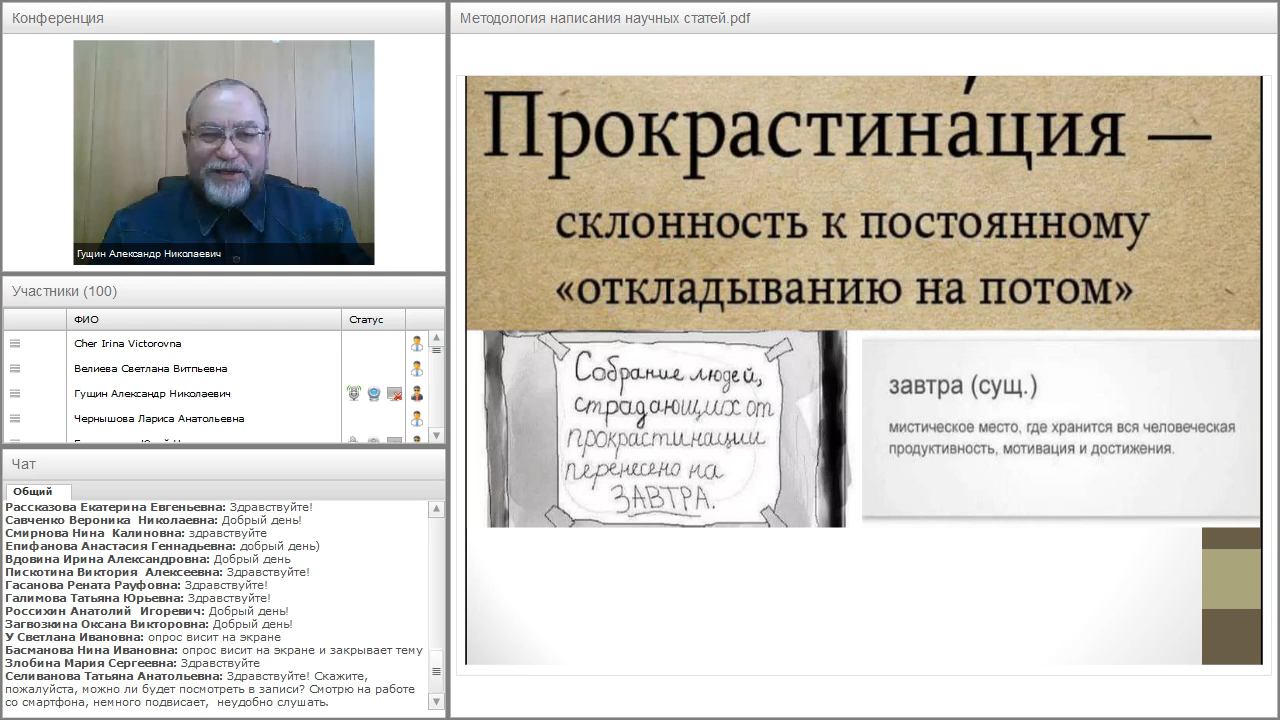 Конференция
Гущин Александр Николаевич
Участники (100)
ФИО Статус
Cher Irina Victorovna
Велиева Светлана Витпьевна
Гущин Александр Николаевич
Чернышова Лариса Анатольевна
Чат
Общий
Рассказова Екатерина Евгеньевна: Здравствуйте!
Савченко Вероника Николаевна: Добрый день!
Смирнова Нина Калиновна: здравствуйте
Епифанова Анастасия Геннадьевна: добрый день)
Вдовина Ирина Александровна: Добрый день
Пискотина Виктория Алексеевна: Здравствуйте!
Гасанова Рената Рауфовна: Здравствуйте!
Галимова Татьяна Юрьевна: Здравствуйте!
Россихин Анатолий Игоревич: Добрый день!
Загвозкина Оксана Викторовна: Добрый день!
У Светлана Ивановна: опрос висит на экране
Басманова Нина Ивановна: опрос висит на экране и закрывает тему
Злобина Мария Сергеевна: Здравствуйте
Селиванова Татьяна Анатольевна: Здравствуйте! Скажите,
пожалуйста, можно ли будет посмотреть в записи? Смотрю на работе
со смартфона, немного подвисает, неудобно слушать.
Методология написания научных статей.pdf
Прокрастина́ция —
склонность к постоянному
«откладыванию на потом»
Собрание людей,
страдающих от
прокрастинации
перенесено на
ЗАВТРА.
завтра (сущ.)
мистическое место, где хранится вся человеческая
продуктивность, мотивация и достижения.